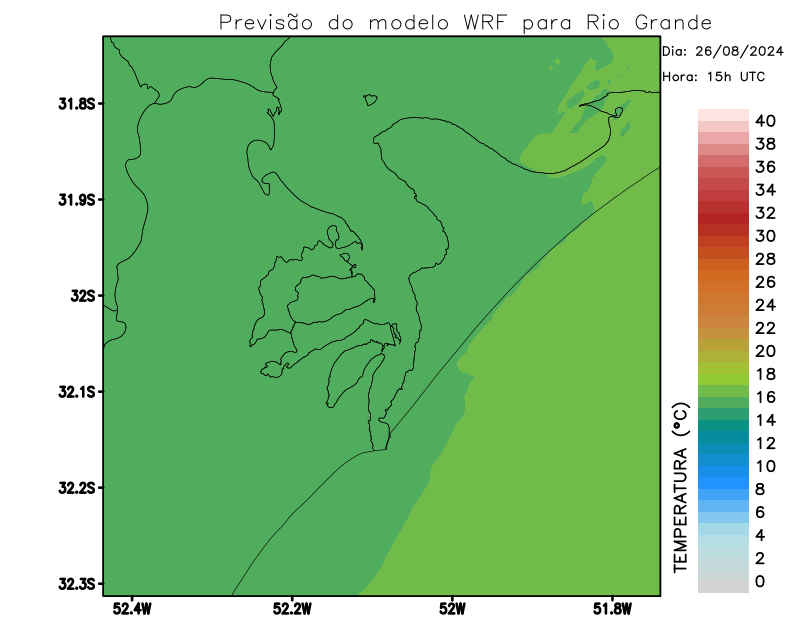 Previsão do modelo WRF para Rio Grande
Dia: 26/08/2024
Hora: 15h UTC
31.8S
31.9S
32S
32.1S
32.2S
32.3S
52.4W
52.2W
52W
51.8W
TEMPERATURA (°C)
40
38
36
34
32
30
28
26
24
22
20
18
16
14
12
10
8
6
4
2
0